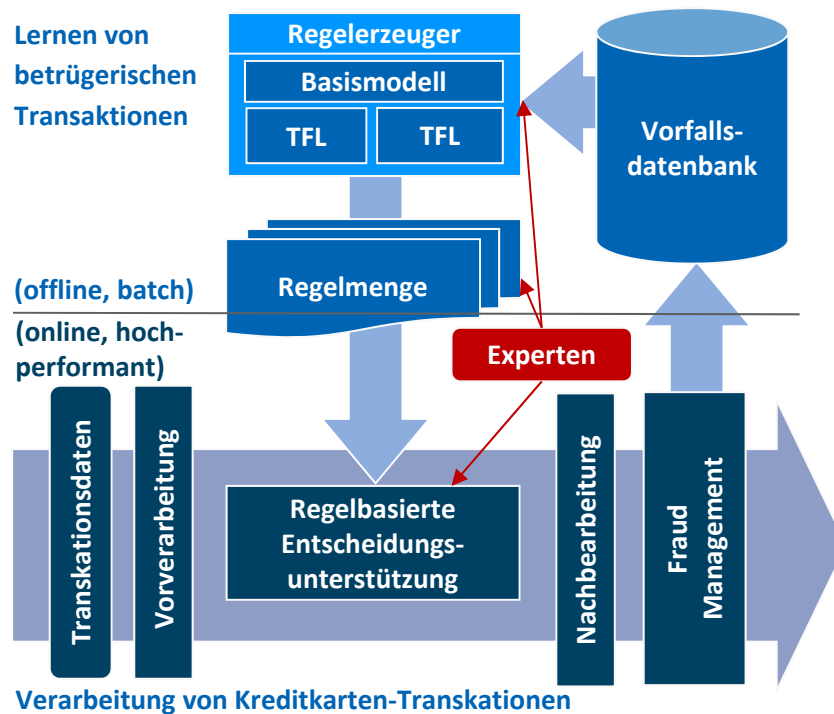 Lernen von
betrügerischen
Transaktionen
Regelerzeuger
Basismodell
TFL
TFL
Vorfalls-
datenbank
Regelmenge
(offline, batch)
(online, hoch-
performant)
Experten
Transkationsdaten
Vorverarbeitung
Regelbasierte
Entscheidungs-
unterstützung
Nachbearbeitung
Fraud
Management
Verarbeitung von Kreditkarten-Transkationen